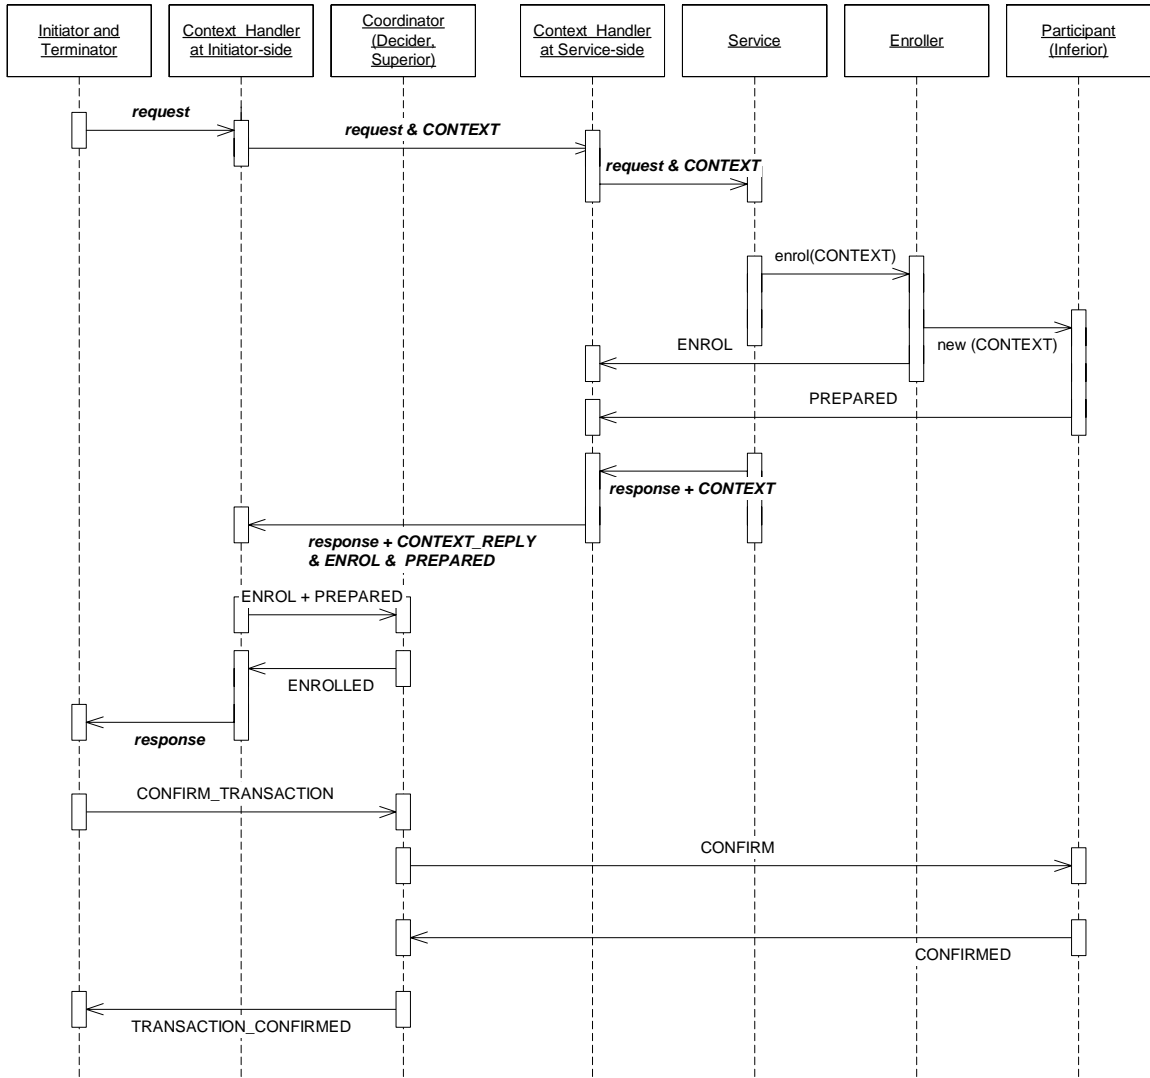 Initiator and
Terminator
Context_Handler
at Initiator-side
Coordinator
(Decider,
Superior)
Context_Handler
at Service-side
Service
Enroller
Participant
(Inferior)
request
request & CONTEXT
request & CONTEXT
enrol(CONTEXT)
new (CONTEXT)
ENROL
PREPARED
response + CONTEXT
response + CONTEXT_REPLY
& ENROL & PREPARED
ENROL + PREPARED
ENROLLED
response
CONFIRM_TRANSACTION
CONFIRM
CONFIRMED
TRANSACTION_CONFIRMED